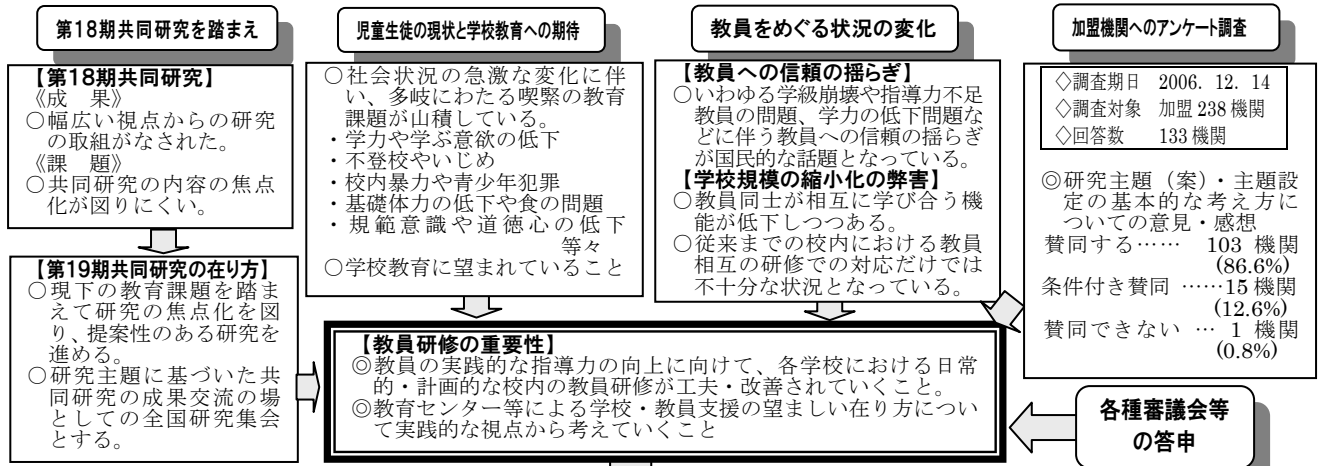 第18期共同研究を踏まえ
【第18期共同研究】
《成　果》
○幅広い視点からの研究
の取組がなされた。
《課　題》
○共同研究の内容の焦点
化が図りにくい。
【第19期共同研究の在り方】
○現下の教育課題を踏ま
えて研究の焦点化を図
り、提案性のある研究を
進める。
○研究主題に基づいた共
同研究の成果交流の場
としての全国研究集会
とする。
児童生徒の現状と学校教育への期待
○社会状況の急激な変化に伴
い、多岐にわたる喫緊の教育
課題が山積している。
・学力や学ぶ意欲の低下
・不登校やいじめ
・校内暴力や青少年犯罪
・基礎体力の低下や食の問題
・規範意識や道徳心の低下
等々
○学校教育に望まれていること
教員をめぐる状況の変化
【教員への信頼の揺らぎ】
○いわゆる学級崩壊や指導力不足
教員の問題、学力の低下問題な
どに伴う教員への信頼の揺らぎ
が国民的な話題となっている。
【学校規模の縮小化の弊害】
○教員同士が相互に学び合う機
能が低下しつつある。
○従来までの校内における教員
相互の研修での対応だけでは
不十分な状況となっている。
加盟機関へのアンケート調査
◇調査期日　2006. 12. 14
◇調査対象　加盟 238 機関
◇回答数　　133 機関
◎研究主題（案）・主題設
定の基本的な考え方に
ついての意見・感想
賛同する……　103 機関
(86.6%)
条件付き賛同 ……15 機関
(12.6%)
賛同できない … 1 機関
(0.8%)
【教員研修の重要性】
◎教員の実践的な指導力の向上に向けて、各学校における日常
的・計画的な校内の教員研修が工夫・改善されていくこと。
◎教育センター等による学校・教員支援の望ましい在り方につい
て実践的な視点から考えていくこと
各種審議会等
の答申